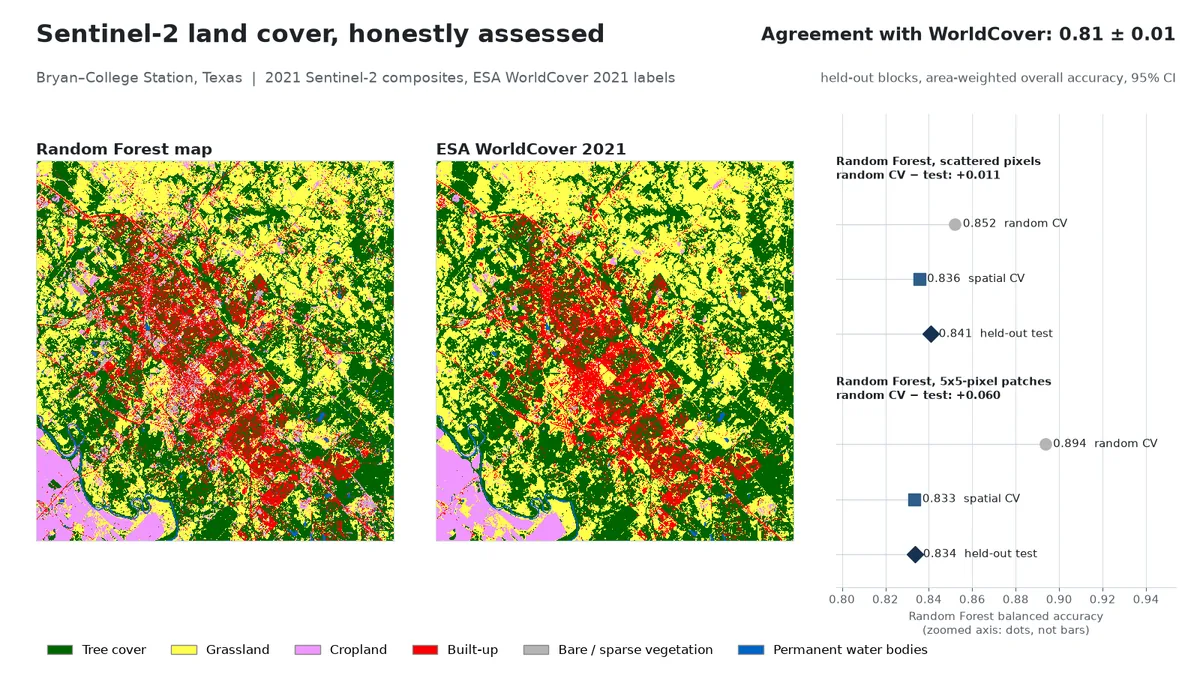 Sentinel-2 land cover, honestly assessed
Agreement with WorldCover: 0.81 ± 0.01
Bryan–College Station, Texas | 2021 Sentinel-2 composites, ESA WorldCover 2021 labels
held-out blocks, area-weighted overall accuracy, 95% CI
Random Forest map
ESA WorldCover 2021
Random Forest, scattered pixels
random CV − test: +0.011
0.852 random CV
0.836 spatial CV
0.841 held-out test
Random Forest, 5x5-pixel patches
random CV − test: +0.060
0.894 random CV
0.833 spatial CV
0.834 held-out test
0.80 0.82 0.84 0.86 0.88 0.90 0.92 0.94
Random Forest balanced accuracy
(zoomed axis: dots, not bars)
Tree cover Grassland Cropland Built-up Bare / sparse vegetation Permanent water bodies